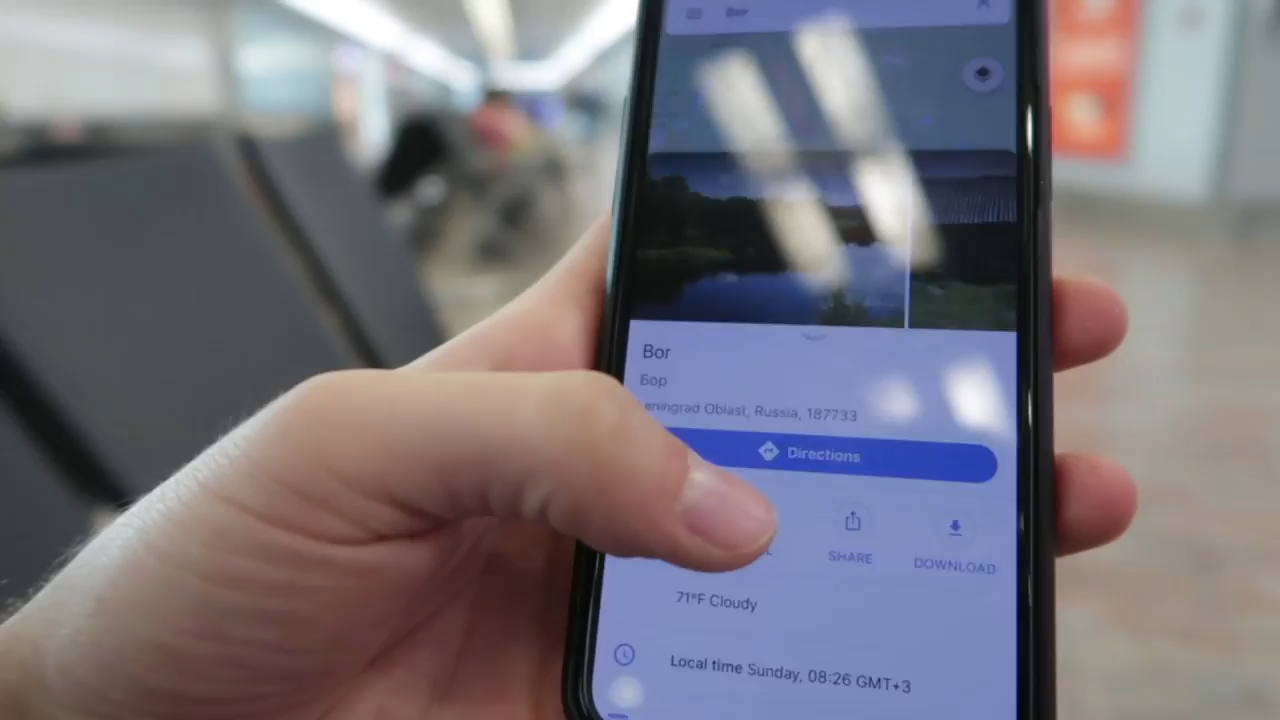 Bor
Бор
eningrad Oblast, Russia, 187733
Directions
SHARE
DOWNLOAD
71°F Cloudy
Local time Sunday, 08:26 GMT+3